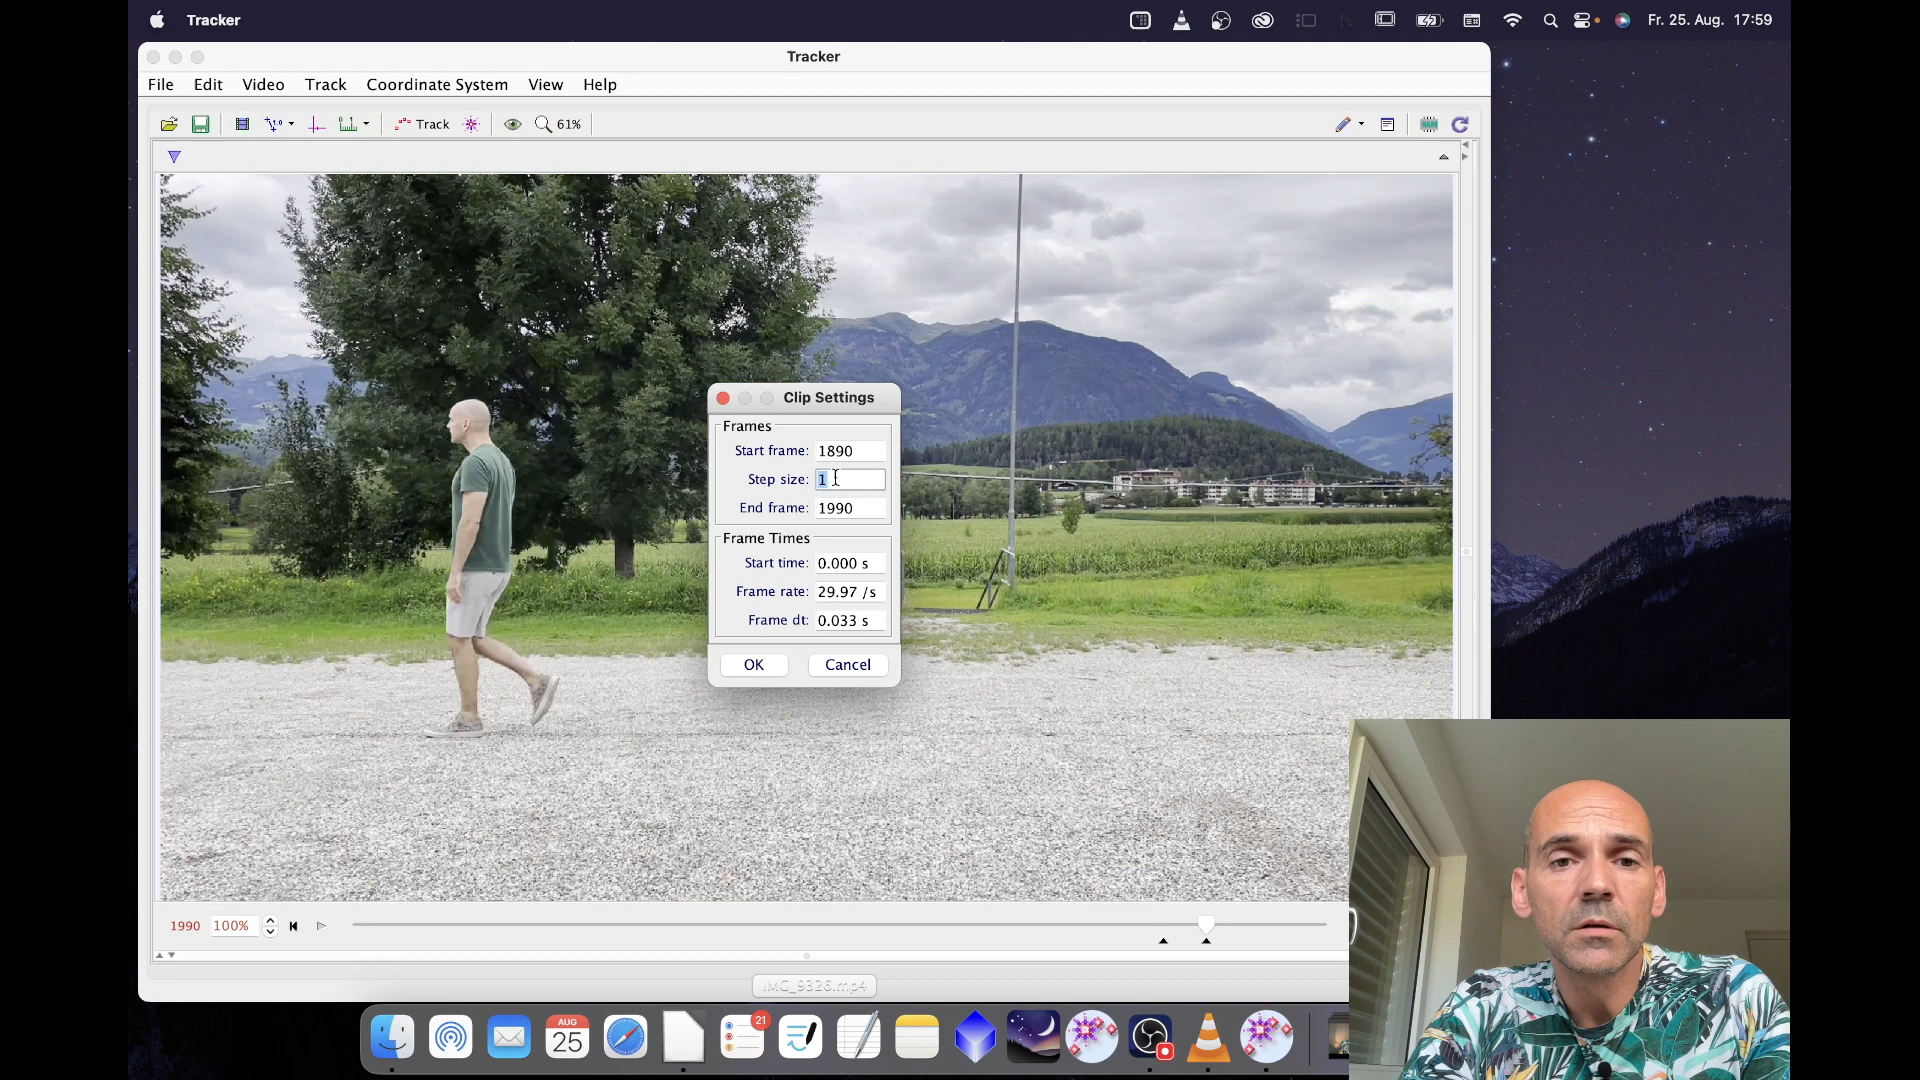 Tracker
Fr. 25. Aug. 17:59
Tracker
File Edit Video Track Coordinate System View Help
Track
61%
Clip Settings
Frames
Start frame: 1890
Step size: 1
End frame: 1990
Frame Times
Start time: 0.000 s
Frame rate: 29.97 /s
Frame dt: 0.033 s
OK Cancel
1990 100%
IMG_9326.mp4
AUG
25
21